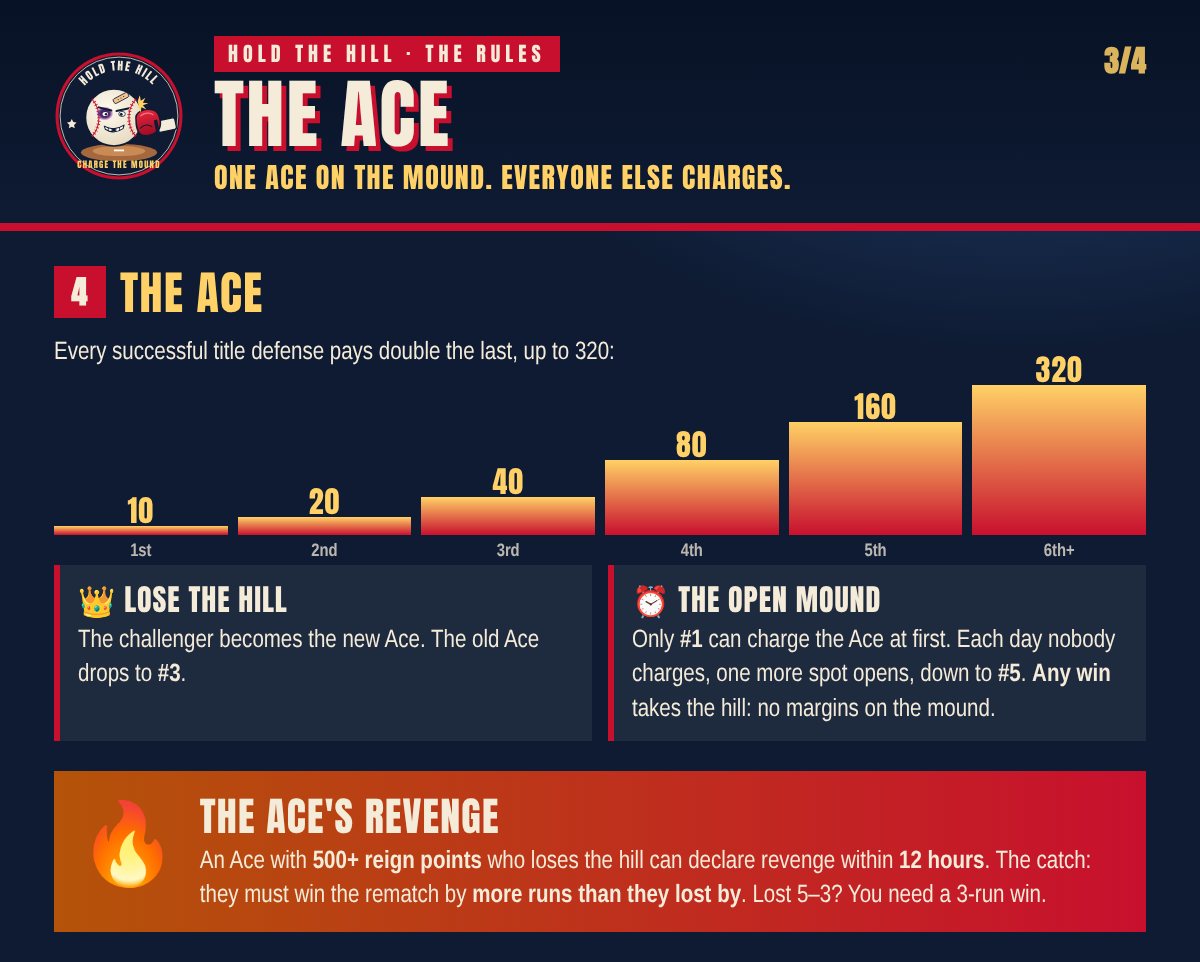 HOLD THE HILL · THE RULES
3/4
HOLD THE HILL
CHARGE THE MOUND
THE ACE
ONE ACE ON THE MOUND. EVERYONE ELSE CHARGES.
4 THE ACE
Every successful title defense pays double the last, up to 320:
10 20 40 80 160 320
1st 2nd 3rd 4th 5th 6th+
👑 LOSE THE HILL
The challenger becomes the new Ace. The old Ace
drops to #3.
⏰ THE OPEN MOUND
Only #1 can charge the Ace at first. Each day nobody
charges, one more spot opens, down to #5. Any win
takes the hill: no margins on the mound.
🔥 THE ACE'S REVENGE
An Ace with 500+ reign points who loses the hill can declare revenge within 12 hours. The catch:
they must win the rematch by more runs than they lost by. Lost 5–3? You need a 3-run win.